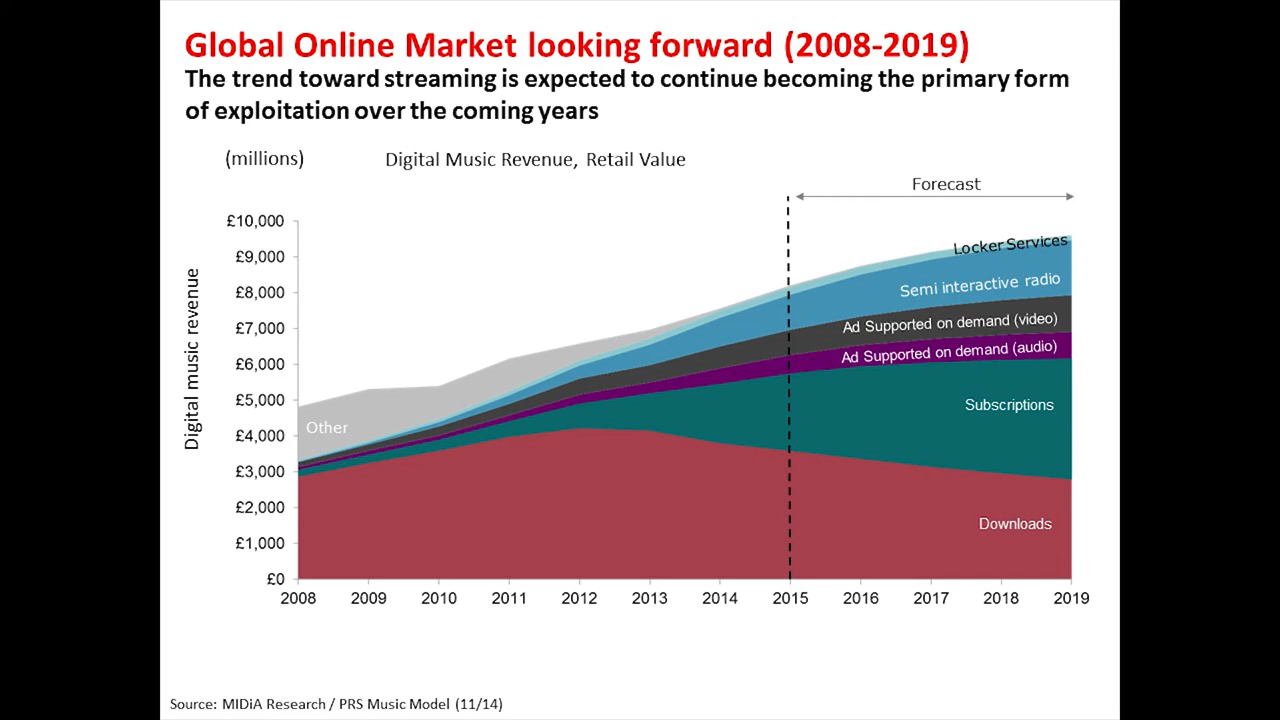 Global Online Market looking forward (2008-2019)
The trend toward streaming is expected to continue becoming the primary form
of exploitation over the coming years
(millions)
Digital Music Revenue, Retail Value
Forecast
Digital music revenue
£10,000
£9,000
£8,000
£7,000
£6,000
£5,000
£4,000
£3,000
£2,000
£1,000
£0
Locker Services
Semi interactive radio
Ad Supported on demand (video)
Ad Supported on demand (audio)
Subscriptions
Other
Downloads
2008 2009 2010 2011 2012 2013 2014 2015 2016 2017 2018 2019
Source: MIDiA Research / PRS Music Model (11/14)